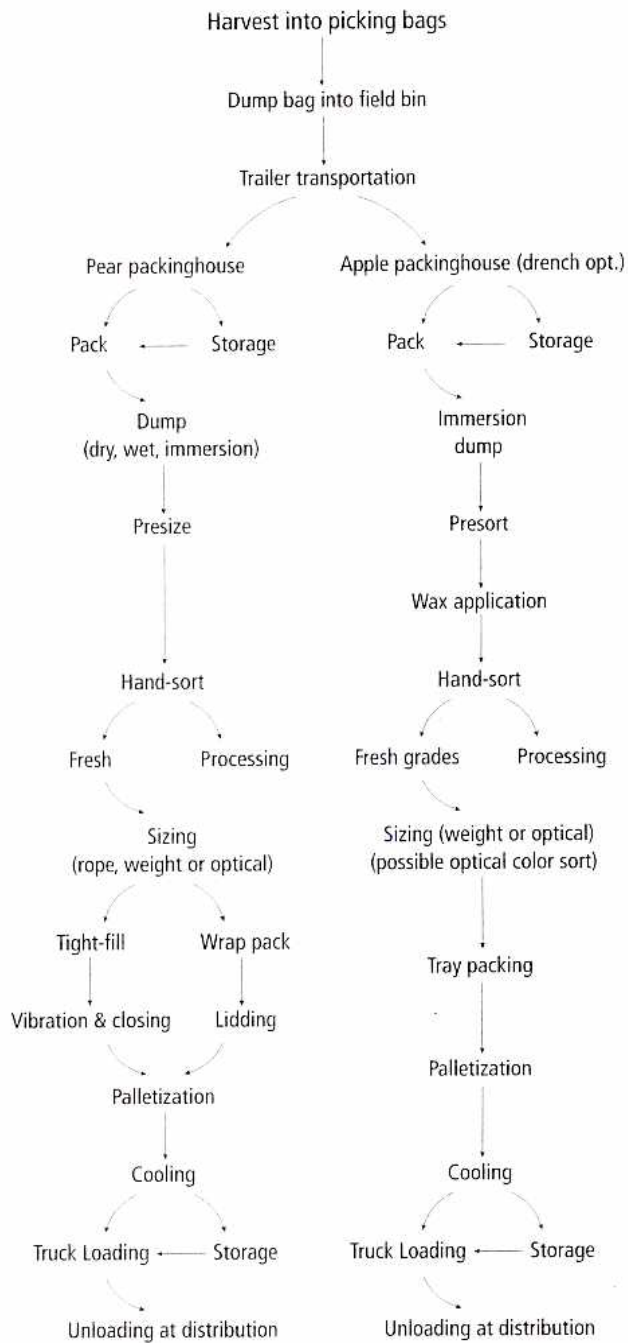 Harvest into picking bags
Dump bag into field bin
Trailer transportation
Pear packinghouse
Apple packinghouse (drench opt.)
Pack
Storage
Pack
Storage
Dump
(dry, wet, immersion)
Immersion
dump
Presize
Presort
Wax application
Hand-sort
Hand-sort
Fresh
Processing
Fresh grades
Processing
Sizing
(rope, weight or optical)
Sizing (weight or optical)
(possible optical color sort)
Tight-fill
Wrap pack
Tray packing
Vibration & closing
Lidding
Palletization
Palletization
Cooling
Cooling
Truck Loading
Storage
Truck Loading
Storage
Unloading at distribution
Unloading at distribution